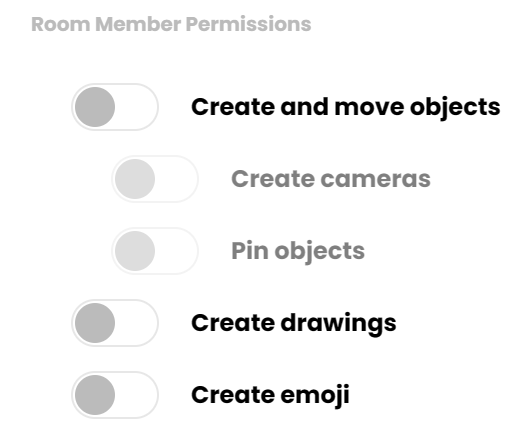 Room Member Permissions
Create and move objects
Create cameras
Pin objects
Create drawings
Create emoji